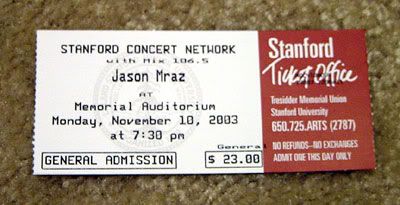 STANFORD CONCERT NETWORK
with Mix 106.5
Jason Mraz
AT
Memorial Auditorium
Monday, November 10, 2003
at 7:30 pm
General
GENERAL ADMISSION
$ 23.00
Stanford
Ticket Office
Tresidder Memorial Union
Stanford University
650.725.ARTS (2787)
NO REFUNDS–NO EXCHANGES
ADMIT ONE THIS DAY ONLY